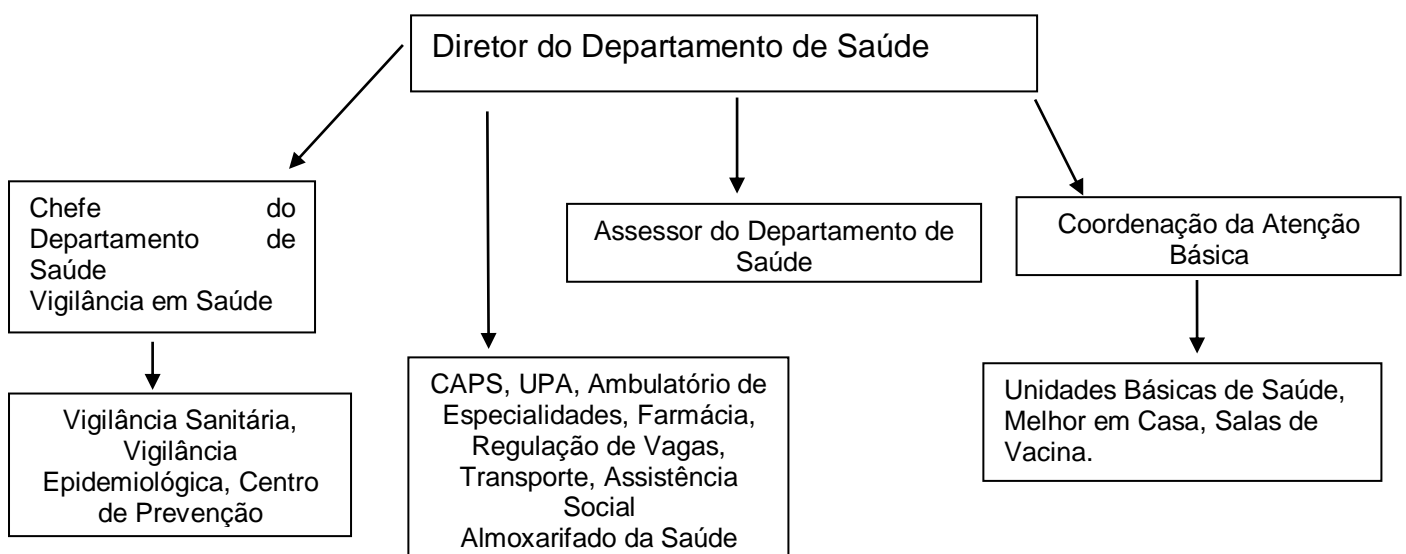 Diretor do Departamento de Saúde
Chefe do
Departamento de
Saúde
Vigilância em Saúde
Assessor do Departamento de
Saúde
Coordenação da Atenção
Básica
Vigilância Sanitária,
Vigilância
Epidemiológica, Centro
de Prevenção
CAPS, UPA, Ambulatório de
Especialidades, Farmácia,
Regulação de Vagas,
Transporte, Assistência
Social
Almoxarifado da Saúde
Unidades Básicas de Saúde,
Melhor em Casa, Salas de
Vacina.